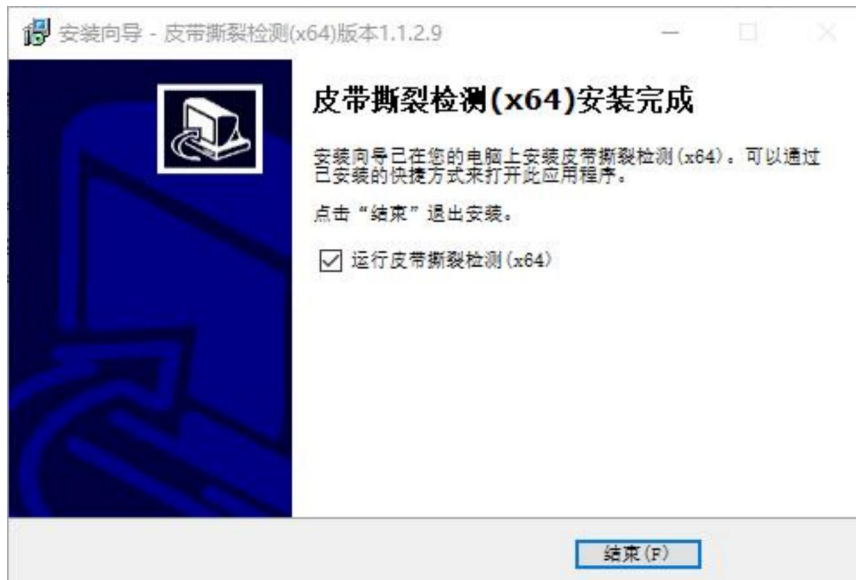 安装向导 - 皮带撕裂检测(x64)版本1.1.2.9
皮带撕裂检测(x64)安装完成
安装向导已在您的电脑上安装皮带撕裂检测(x64)。可以通过
已安装的快捷方式来打开此应用程序。
点击“结束”退出安装。
运行皮带撕裂检测(x64)
结束(F)